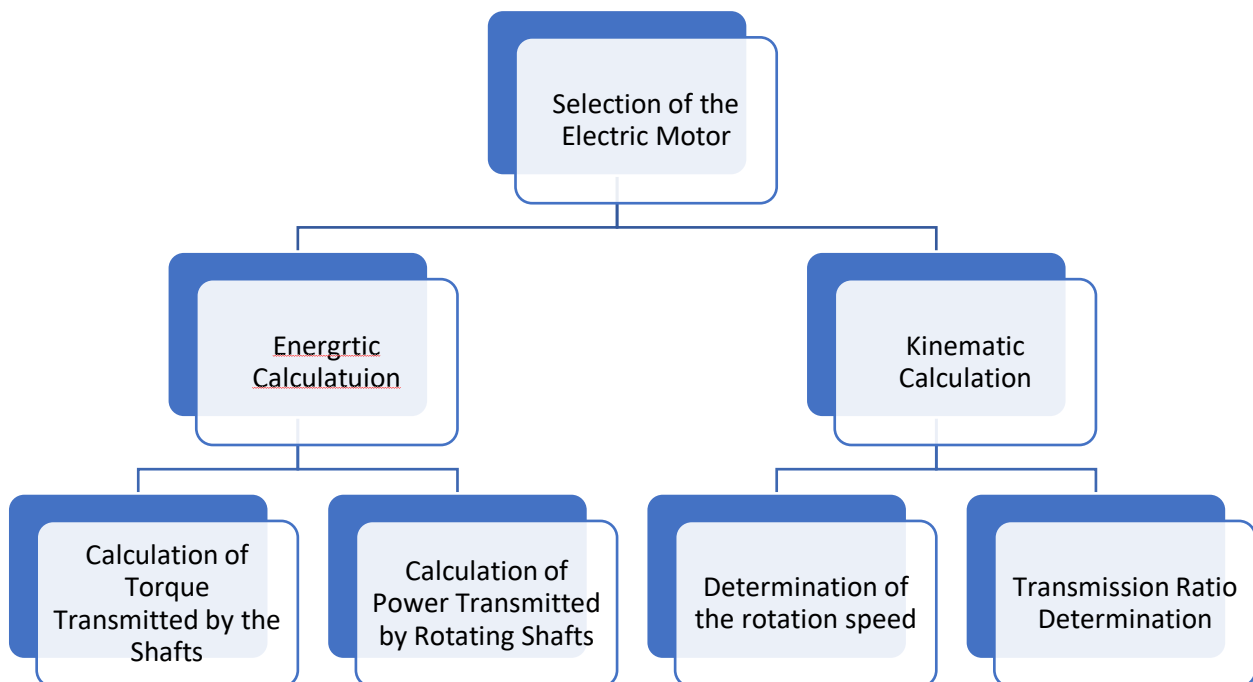 Selection of the
Electric Motor
Energrtic
Calculatuion
Kinematic
Calculation
Calculation of
Torque
Transmitted by the
Shafts
Calculation of
Power Transmitted
by Rotating Shafts
Determination of
the rotation speed
Transmission Ratio
Determination